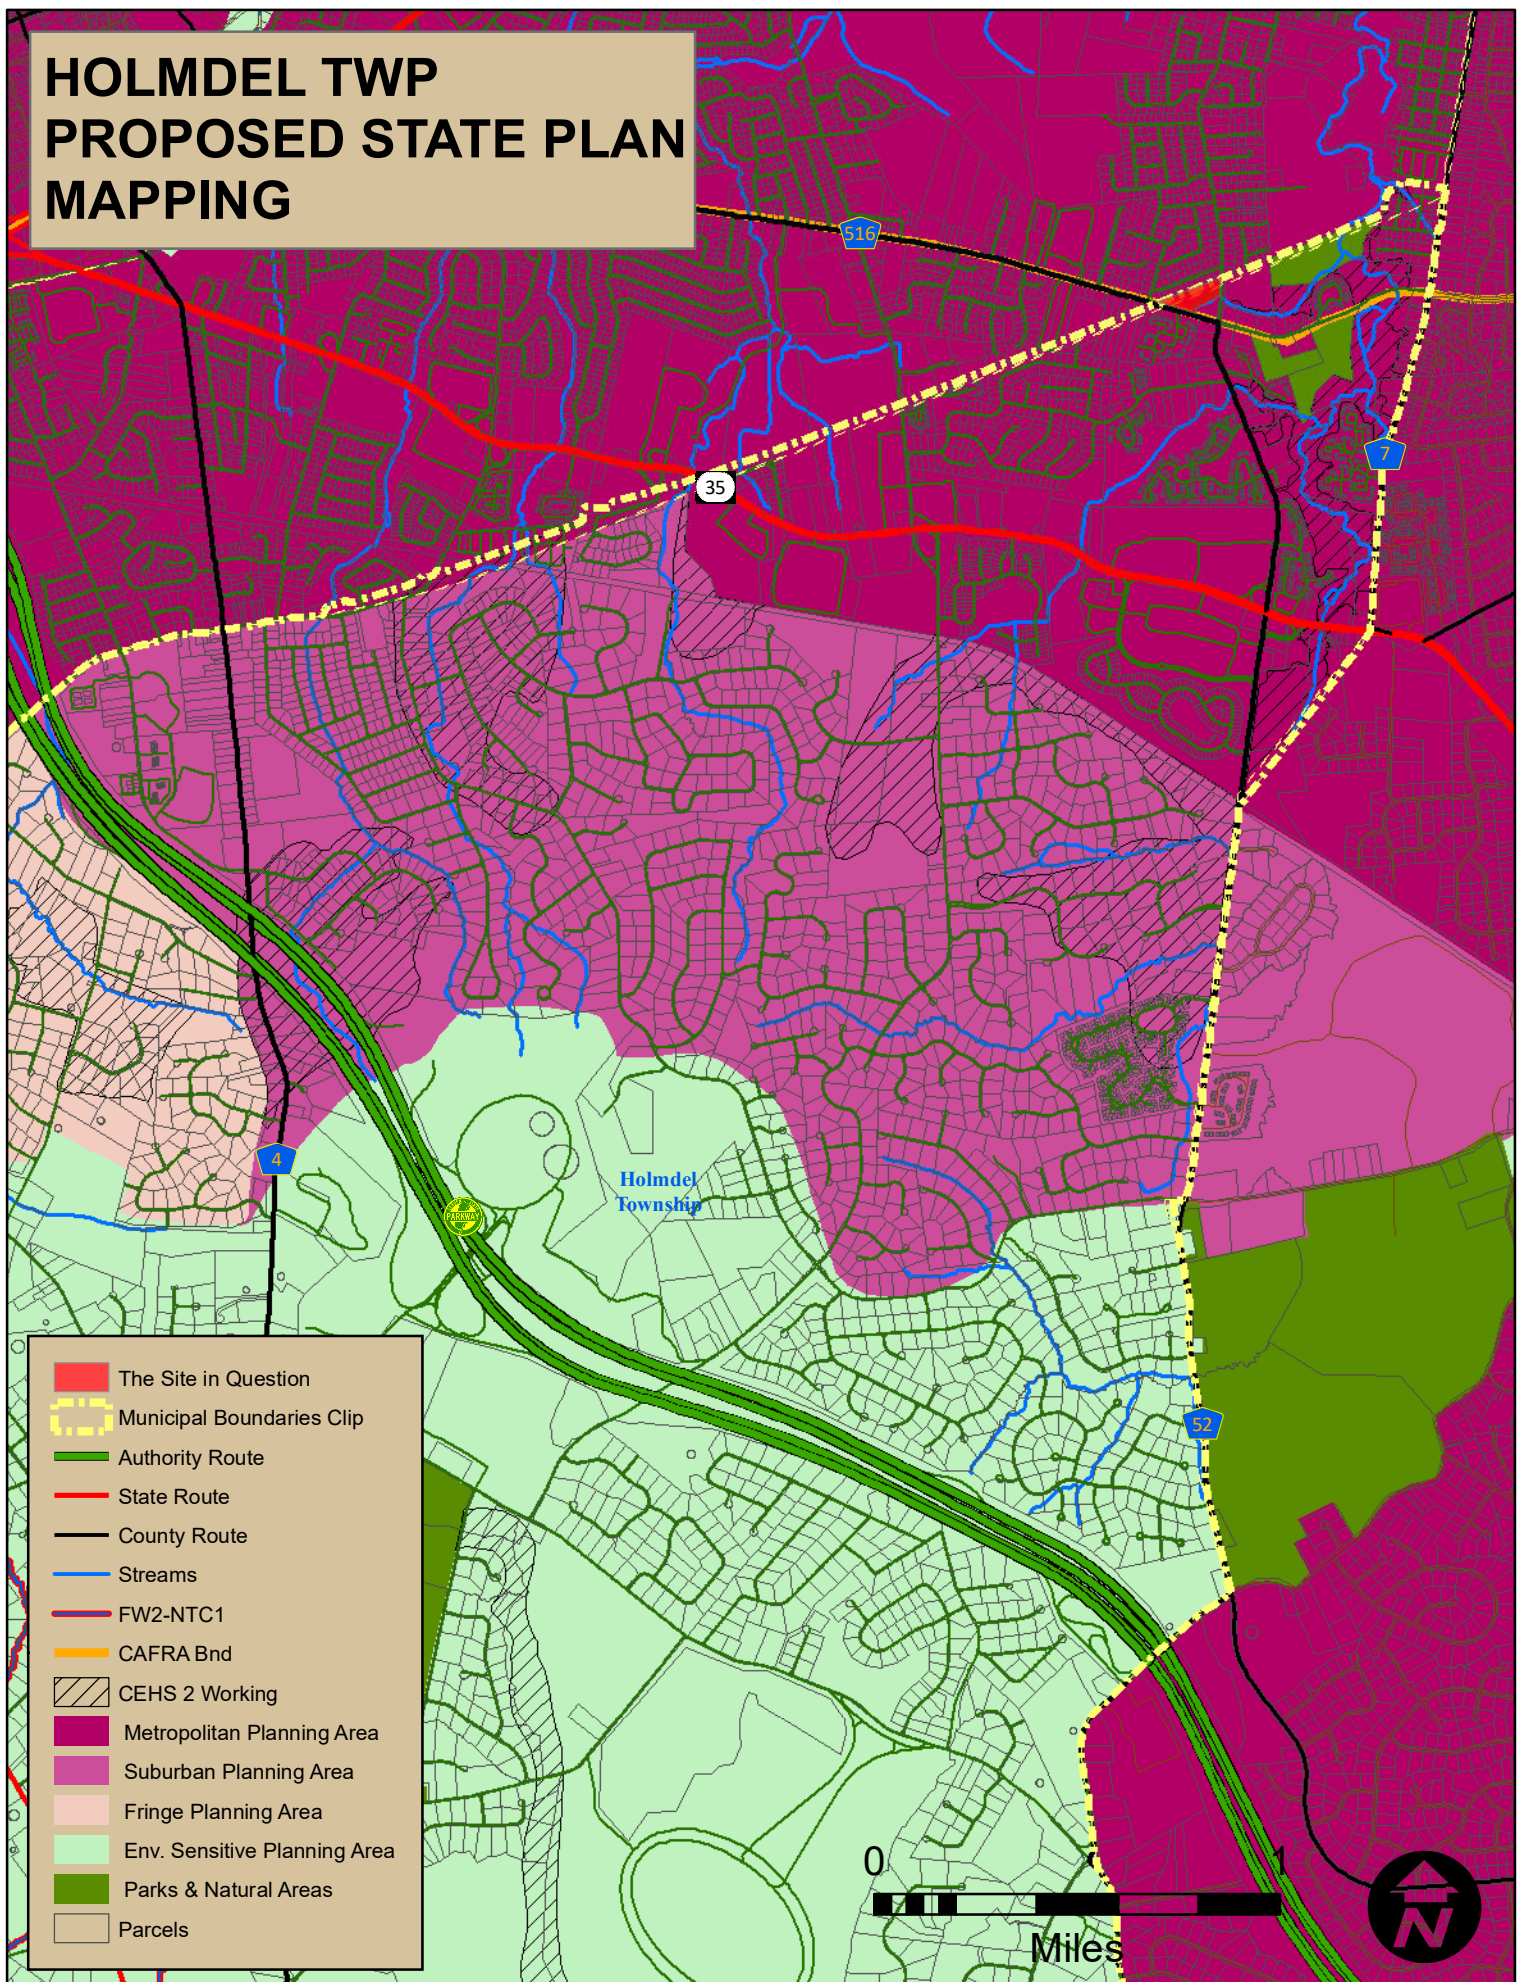 HOLMDEL TWP
PROPOSED STATE PLAN
MAPPING
516
7
35
4
PARKWAY
Holmdel
Township
52
The Site in Question
Municipal Boundaries Clip
Authority Route
State Route
County Route
Streams
FW2-NTC1
CAFRA Bnd
CEHS 2 Working
Metropolitan Planning Area
Suburban Planning Area
Fringe Planning Area
Env. Sensitive Planning Area
Parks & Natural Areas
Parcels
0 1
Miles
N